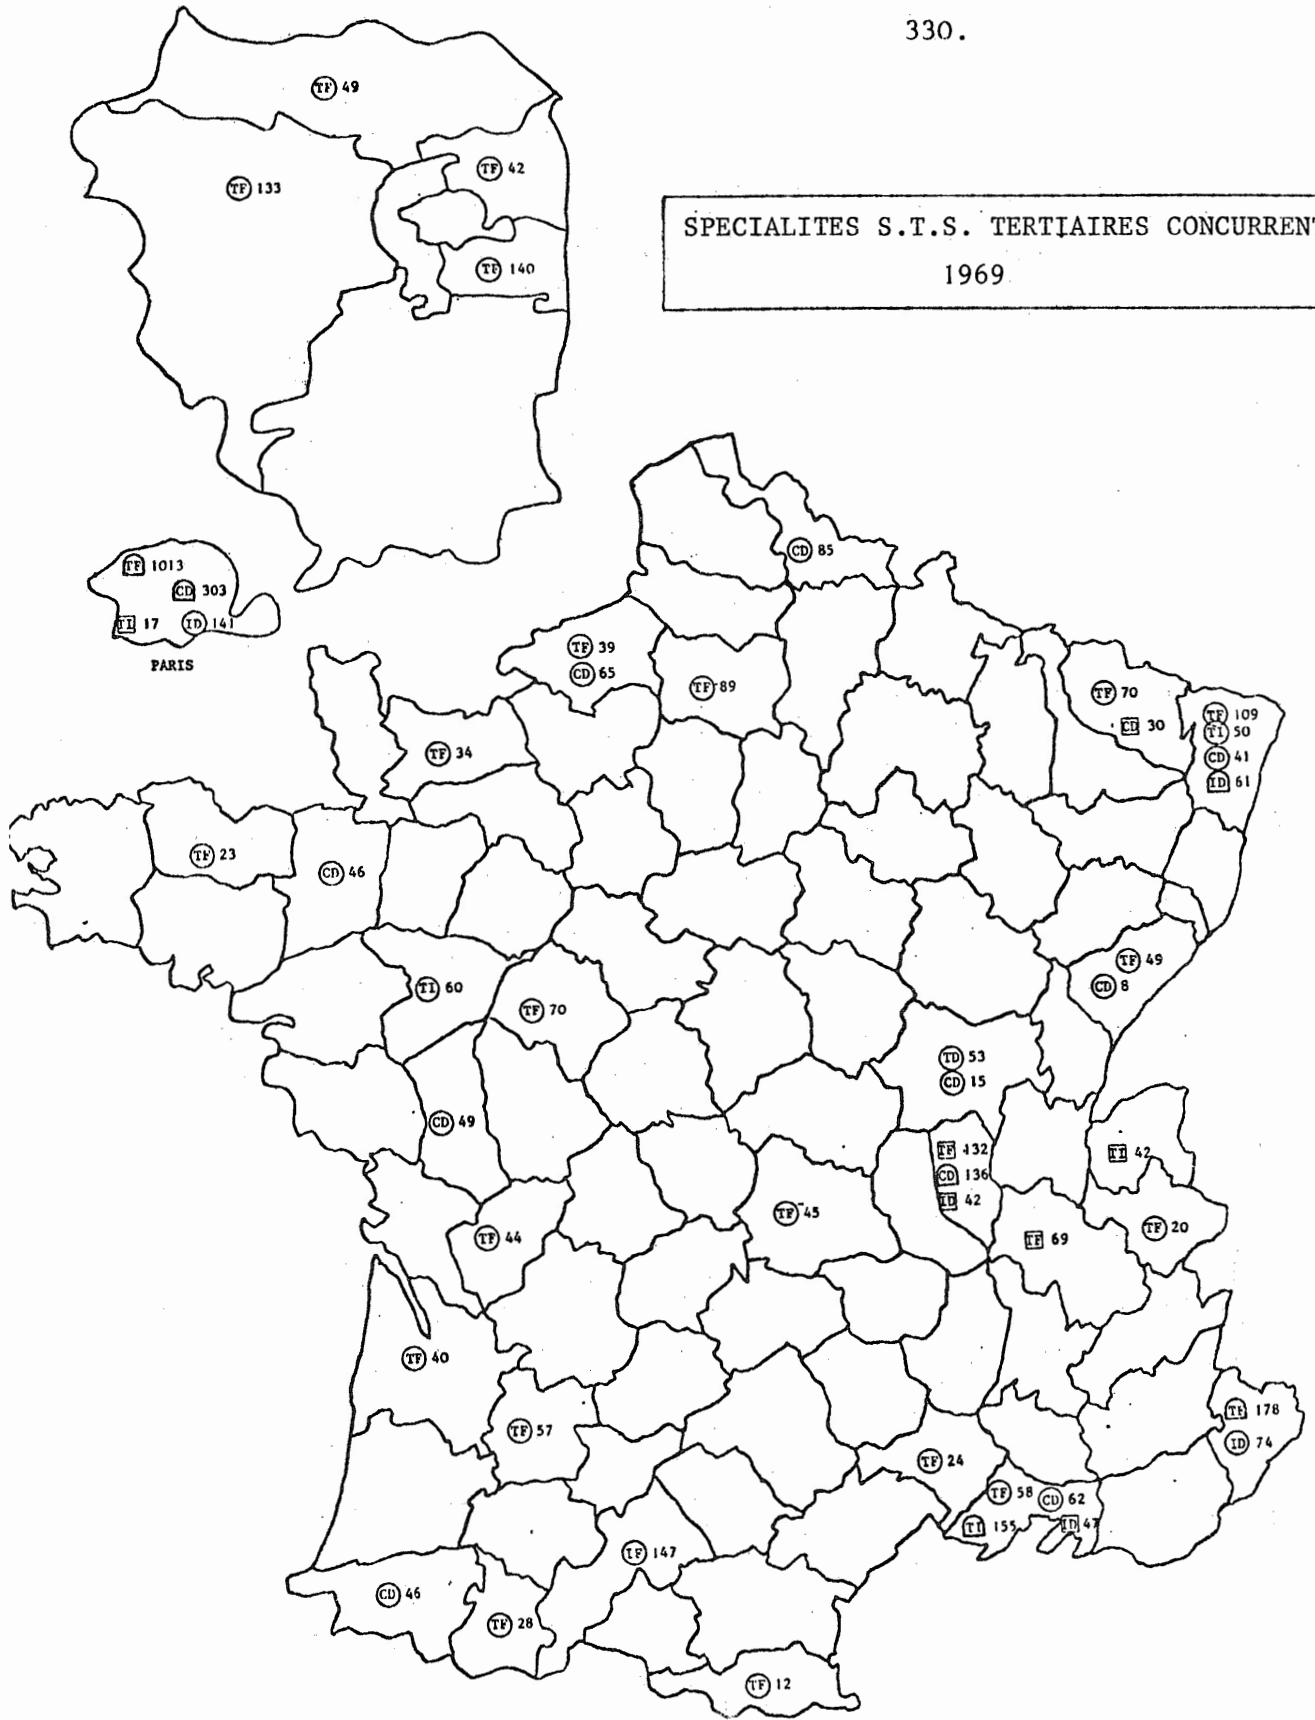 330.
TF 49
TF 42
TF 133
SPECIALITES S.T.S. TERTIAIRES CONCURREN
1969
TF 140
TF 1013
CD 303
TI 17 ID 141
PARIS
CD 85
TF 39
CD 65
TF 89
TF 70
CD 30
TF 109
TI 50
CD 41
ID 61
TF 34
TF 23
CD 46
TF 49
CD 8
TI 60
TF 70
TD 53
CD 15
CD 49
TF 132
CD 136
ID 42
TI 42
TF 45
TF 44
TF 69
TF 20
TF 40
TF 57
TF 178
ID 74
TF 24
TF 58 CD 62
TI 155 ID 47
TF 147
CD 46
TF 28
TF 12